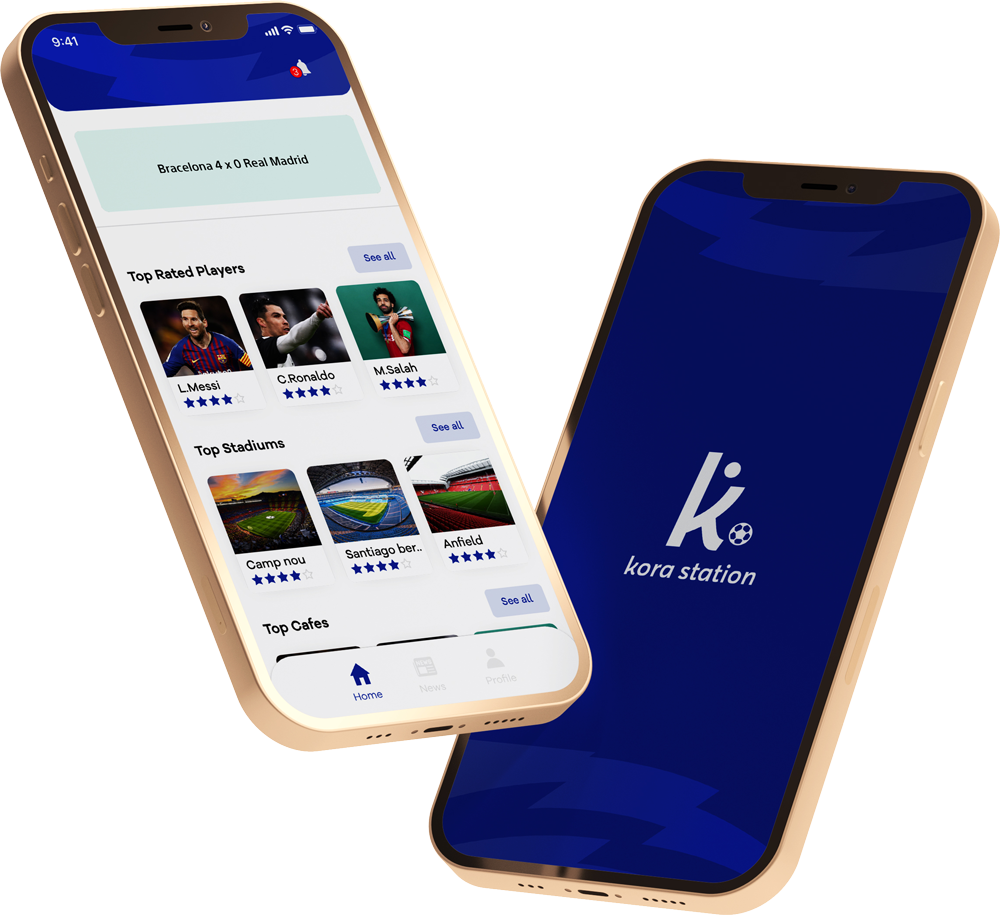 9:41
3
Bracelona 4 x 0 Real Madrid
Top Rated Players
See all
L.Messi
C.Ronaldo
M.Salah
Top Stadiums
See all
Camp nou
Santiago ber..
Anfield
Top Cafes
See all
Home
News
Profile
kora station